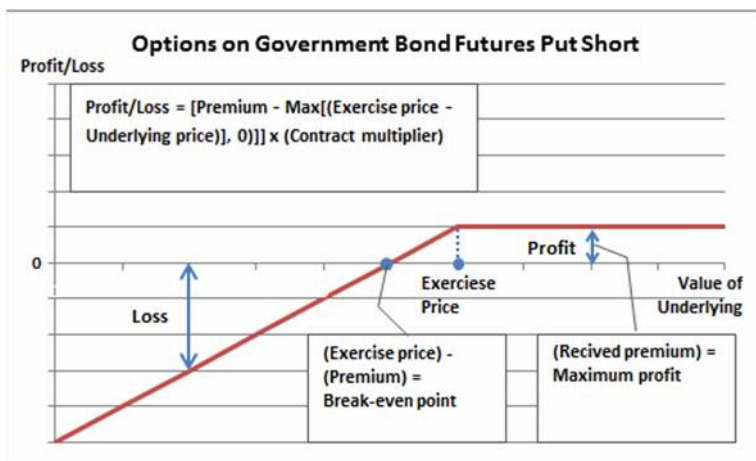 Options on Government Bond Futures Put Short
Profit/Loss
Profit/Loss = [Premium - Max[(Exercise price -
Underlying price)], 0)]] x (Contract multiplier)
0
Loss
Profit
Exerciese
Price
Value of
Underlying
(Exercise price) -
(Premium) =
Break-even point
(Recived premium) =
Maximum profit